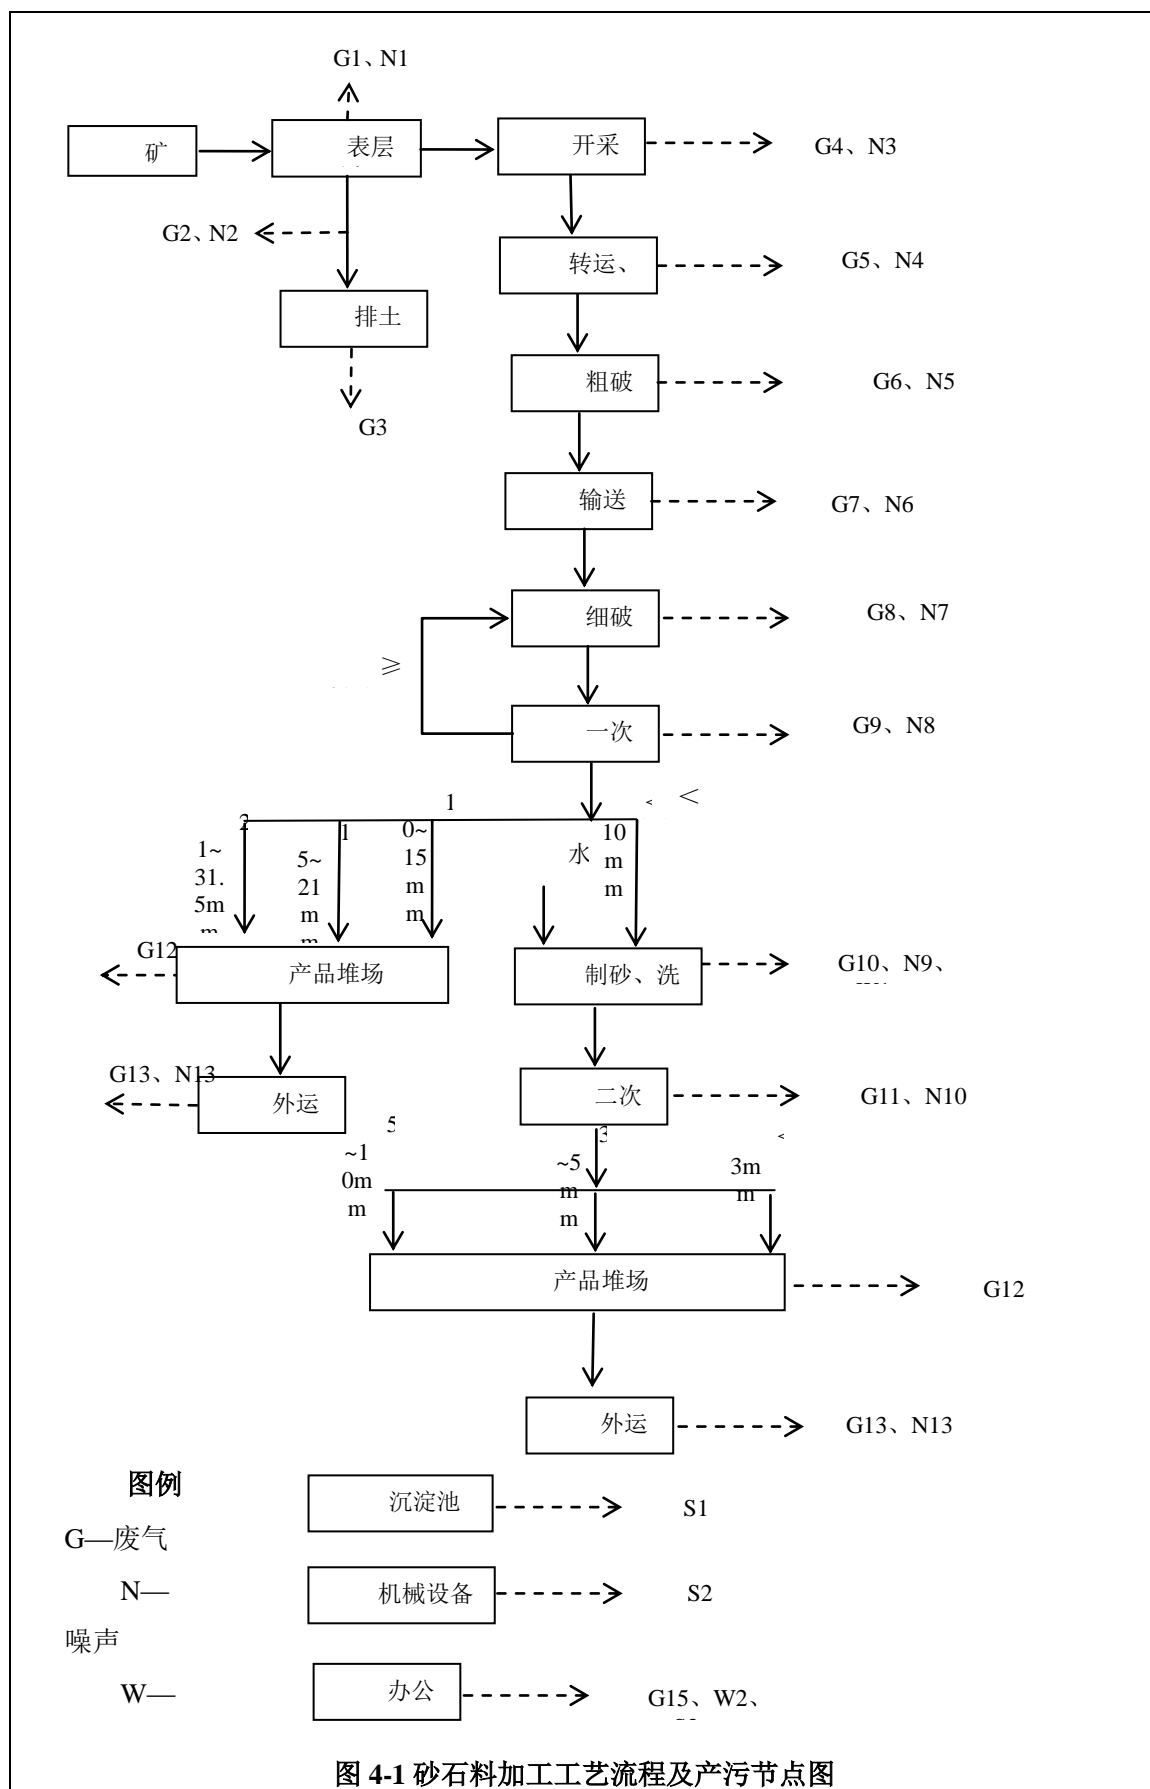 G1、N1
矿
表层
开采
G4、N3
G2、N2
转运、
G5、N4
排土
粗破
G6、N5
G3
输送
G7、N6
细破
G8、N7
≥
一次
G9、N8
1
<
<
2
1~
31.
5m
m
1
5~
21
m
m
0~
15
m
m
水
10
m
m
G12
产品堆场
制砂、洗
G10、N9、
G13、N13
外运
二次
G11、N10
5
~1
0m
m
3
~5
m
m
<
3m
m
产品堆场
G12
外运
G13、N13
图例
沉淀池
S1
G—废气
N—
机械设备
S2
噪声
W—
办公
G15、W2、
图 4-1 砂石料加工工艺流程及产污节点图